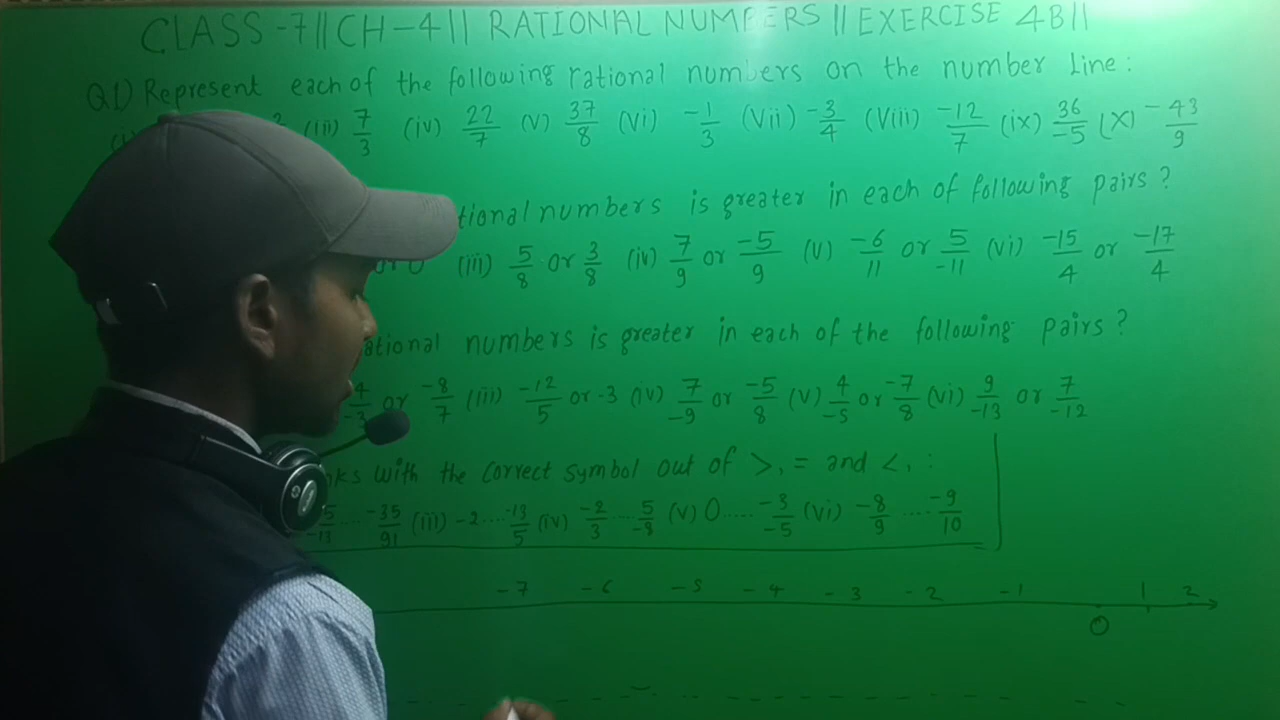 CLASS-7||CH-4|| RATIONAL NUMBERS || EXERCISE 4B||
Q1) Represent each of the following rational numbers on the number line:
(iii) 7/3 (iv) 22/7 (v) 37/8 (vi) -1/3 (vii) -3/4 (viii) -12/7 (ix) 36/-5 (x) -43/9
numbers is greater in each of following pairs?
or 0 (iii) 5/8 or 3/8 (iv) 7/9 or -5/9 (v) -6/11 or 5/-11 (vi) -15/4 or -17/4
numbers is greater in each of the following pairs?
4/-3 or -8/7 (iii) -12/5 or -3 (iv) 7/-9 or -5/8 (v) 4/-5 or -7/8 (vi) 9/-13 or 7/-12
with the correct symbol out of >, = and <, :
5/-13 .... -35/91 (iii) -2 .... -13/5 (iv) -2/3 .... 5/-8 (v) 0 ..... -3/-5 (vi) -8/9 .... -9/10
-7 -6 -5 -4 -3 -2 -1 1 2
0